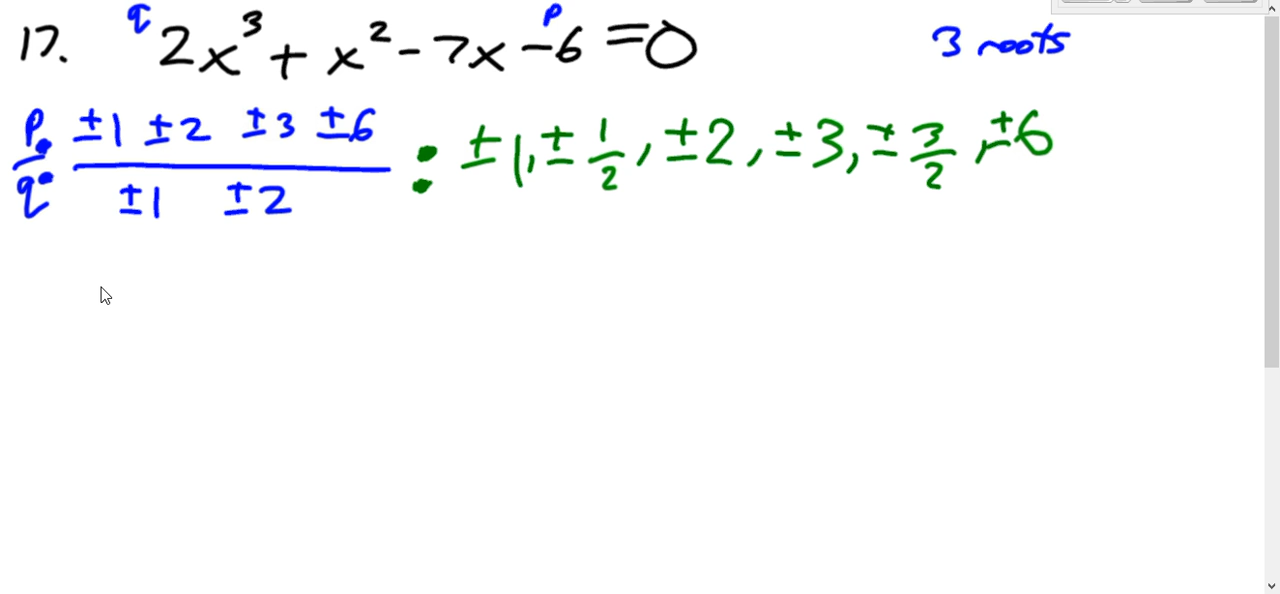 17. q 2x³ + x² - 7x - 6 = 0 p 3 roots
p/q : ±1 ±2 ±3 ±6 / ±1 ±2 : ±1, ±1/2, ±2, ±3, ±3/2, ±6